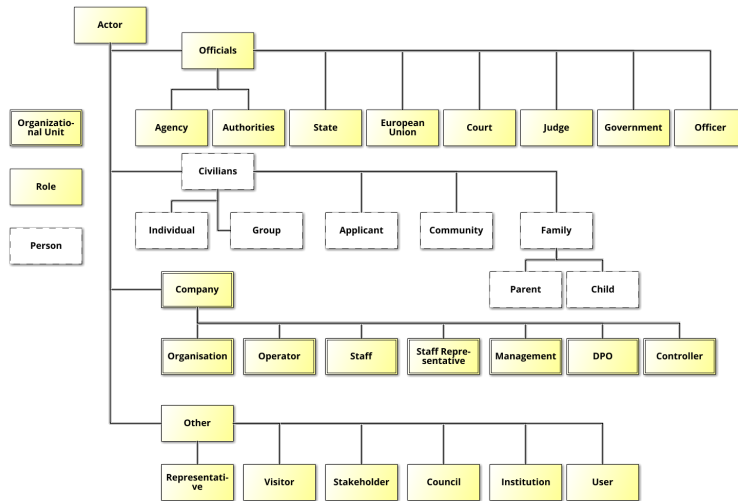 Actor
Officials
Organizatio-
nal Unit
Agency
Authorities
State
European
Union
Court
Judge
Government
Officer
Role
Civilians
Person
Individual
Group
Applicant
Community
Family
Parent
Child
Company
Organisation
Operator
Staff
Staff Repre-
sentative
Management
DPO
Controller
Other
Representati-
ve
Visitor
Stakeholder
Council
Institution
User